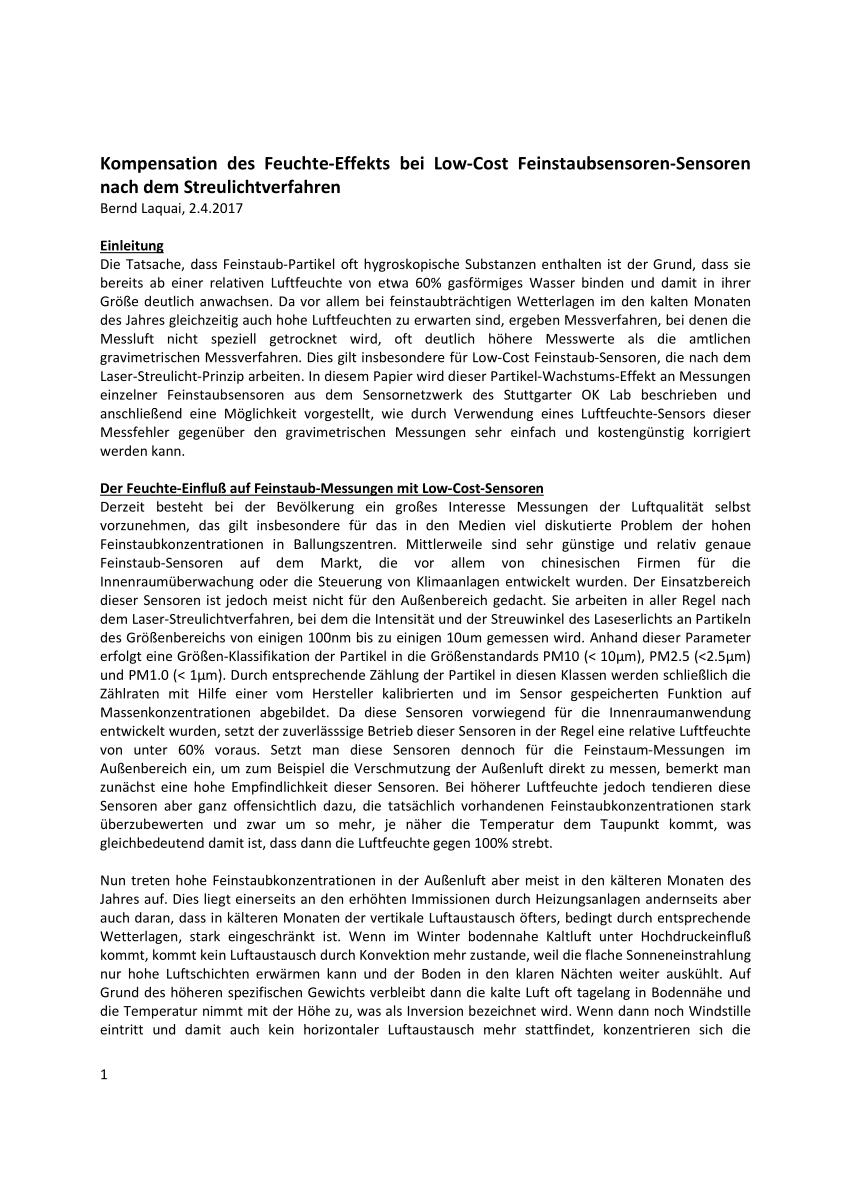 Kompensation des Feuchte-Effekts bei Low-Cost Feinstaubsensoren-Sensoren
nach dem Streulichtverfahren
Bernd Laquai, 2.4.2017
Einleitung
Die Tatsache, dass Feinstaub-Partikel oft hygroskopische Substanzen enthalten ist der Grund, dass sie
bereits ab einer relativen Luftfeuchte von etwa 60% gasförmiges Wasser binden und damit in ihrer
Größe deutlich anwachsen. Da vor allem bei feinstaubträchtigen Wetterlagen im den kalten Monaten
des Jahres gleichzeitig auch hohe Luftfeuchten zu erwarten sind, ergeben Messverfahren, bei denen die
Messluft nicht speziell getrocknet wird, oft deutlich höhere Messwerte als die amtlichen
gravimetrischen Messverfahren. Dies gilt insbesondere für Low-Cost Feinstaub-Sensoren, die nach dem
Laser-Streulicht-Prinzip arbeiten. In diesem Papier wird dieser Partikel-Wachstums-Effekt an Messungen
einzelner Feinstaubsensoren aus dem Sensornetzwerk des Stuttgarter OK Lab beschrieben und
anschließend eine Möglichkeit vorgestellt, wie durch Verwendung eines Luftfeuchte-Sensors dieser
Messfehler gegenüber den gravimetrischen Messungen sehr einfach und kostengünstig korrigiert
werden kann.
Der Feuchte-Einfluß auf Feinstaub-Messungen mit Low-Cost-Sensoren
Derzeit besteht bei der Bevölkerung ein großes Interesse Messungen der Luftqualität selbst
vorzunehmen, das gilt insbesondere für das in den Medien viel diskutierte Problem der hohen
Feinstaubkonzentrationen in Ballungszentren. Mittlerweile sind sehr günstige und relativ genaue
Feinstaub-Sensoren auf dem Markt, die vor allem von chinesischen Firmen für die
Innenraumüberwachung oder die Steuerung von Klimaanlagen entwickelt wurden. Der Einsatzbereich
dieser Sensoren ist jedoch meist nicht für den Außenbereich gedacht. Sie arbeiten in aller Regel nach
dem Laser-Streulichtverfahren, bei dem die Intensität und der Streuwinkel des Laseserlichts an Partikeln
des Größenbereichs von einigen 100nm bis zu einigen 10um gemessen wird. Anhand dieser Parameter
erfolgt eine Größen-Klassifikation der Partikel in die Größenstandards PM10 (< 10µm), PM2.5 (<2.5µm)
und PM1.0 (< 1µm). Durch entsprechende Zählung der Partikel in diesen Klassen werden schließlich die
Zählraten mit Hilfe einer vom Hersteller kalibrierten und im Sensor gespeicherten Funktion auf
Massenkonzentrationen abgebildet. Da diese Sensoren vorwiegend für die Innenraumanwendung
entwickelt wurden, setzt der zuverlässsige Betrieb dieser Sensoren in der Regel eine relative Luftfeuchte
von unter 60% voraus. Setzt man diese Sensoren dennoch für die Feinstaum-Messungen im
Außenbereich ein, um zum Beispiel die Verschmutzung der Außenluft direkt zu messen, bemerkt man
zunächst eine hohe Empfindlichkeit dieser Sensoren. Bei höherer Luftfeuchte jedoch tendieren diese
Sensoren aber ganz offensichtlich dazu, die tatsächlich vorhandenen Feinstaubkonzentrationen stark
überzubewerten und zwar um so mehr, je näher die Temperatur dem Taupunkt kommt, was
gleichbedeutend damit ist, dass dann die Luftfeuchte gegen 100% strebt.
Nun treten hohe Feinstaubkonzentrationen in der Außenluft aber meist in den kälteren Monaten des
Jahres auf. Dies liegt einerseits an den erhöhten Immissionen durch Heizungsanlagen andernseits aber
auch daran, dass in kälteren Monaten der vertikale Luftaustausch öfters, bedingt durch entsprechende
Wetterlagen, stark eingeschränkt ist. Wenn im Winter bodennahe Kaltluft unter Hochdruckeinfluß
kommt, kommt kein Luftaustausch durch Konvektion mehr zustande, weil die flache Sonneneinstrahlung
nur hohe Luftschichten erwärmen kann und der Boden in den klaren Nächten weiter auskühlt. Auf
Grund des höheren spezifischen Gewichts verbleibt dann die kalte Luft oft tagelang in Bodennähe und
die Temperatur nimmt mit der Höhe zu, was als Inversion bezeichnet wird. Wenn dann noch Windstille
eintritt und damit auch kein horizontaler Luftaustausch mehr stattfindet, konzentrieren sich die
1